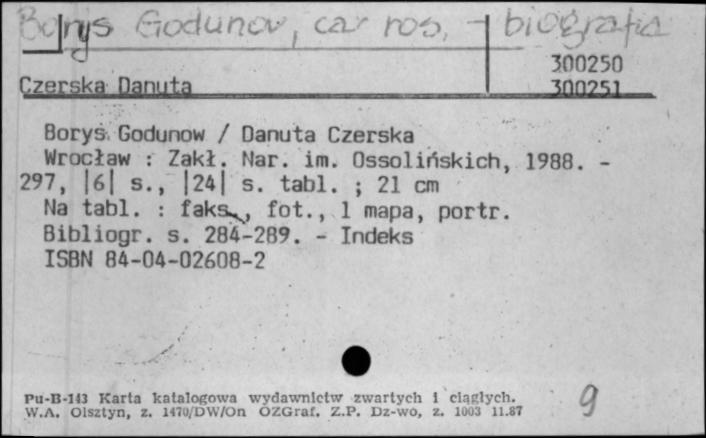 Borys Godunov, car ros. - biografia
300250
Czerska Danuta
300251
Borys Godunow / Danuta Czerska
Wrocław : Zakł. Nar. im. Ossolińskich, 1988. -
297, |6| s., |24| s. tabl. ; 21 cm
Na tabl. : faks., fot., 1 mapa, portr.
Bibliogr. s. 284-289. - Indeks
ISBN 84-04-02608-2
Pu-B-143 Karta katalogowa wydawnictw zwartych i ciągłych.
W.A. Olsztyn, z. 1470/DW/On OZGraf. Z.P. Dz-wo, z. 1003 11.87
9